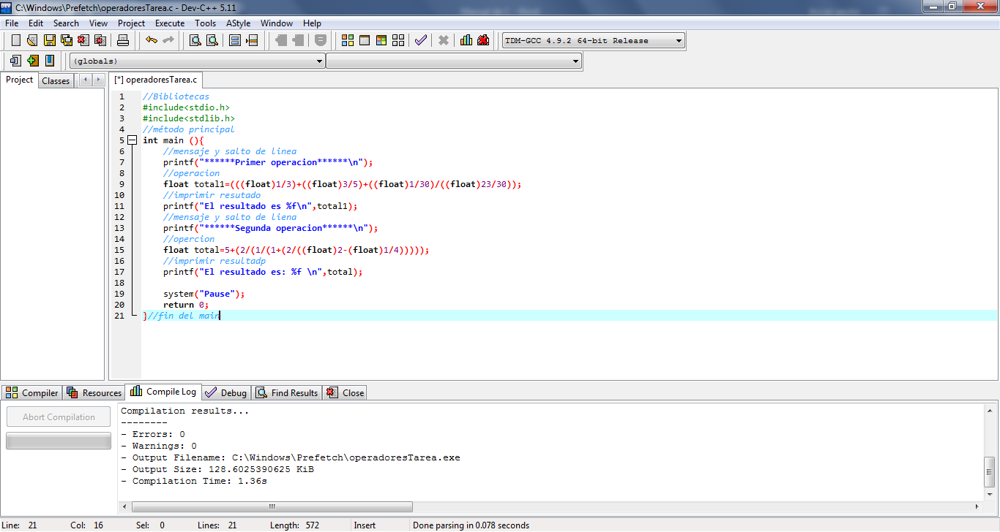 C:\Windows\Prefetch\operadoresTarea.c - Dev-C++ 5.11
File Edit Search View Project Execute Tools AStyle Window Help
TDM-GCC 4.9.2 64-bit Release
(globals)
Project Classes [*] operadoresTarea.c
1 //Bibliotecas
2 #include<stdio.h>
3 #include<stdlib.h>
4 //método principal
5 int main (){
6 //mensaje y salto de linea
7 printf("******Primer operacion******\n");
8 //operacion
9 float total1=(((float)1/3)+((float)3/5)+((float)1/30)/((float)23/30));
10 //imprimir resutado
11 printf("El resultado es %f\n",total1);
12 //mensaje y salto de liena
13 printf("******Segunda operacion******\n");
14 //opercion
15 float total=5+(2/(1/(1+(2/((float)2-(float)1/4)))));
16 //imprimir resultadp
17 printf("El resultado es: %f \n",total);
18
19 system("Pause");
20 return 0;
21 }//fin del main
Compiler Resources Compile Log Debug Find Results Close
Abort Compilation
Compilation results...
--------
- Errors: 0
- Warnings: 0
- Output Filename: C:\Windows\Prefetch\operadoresTarea.exe
- Output Size: 128.6025390625 KiB
- Compilation Time: 1.36s
Line: 21 Col: 16 Sel: 0 Lines: 21 Length: 572 Insert Done parsing in 0.078 seconds